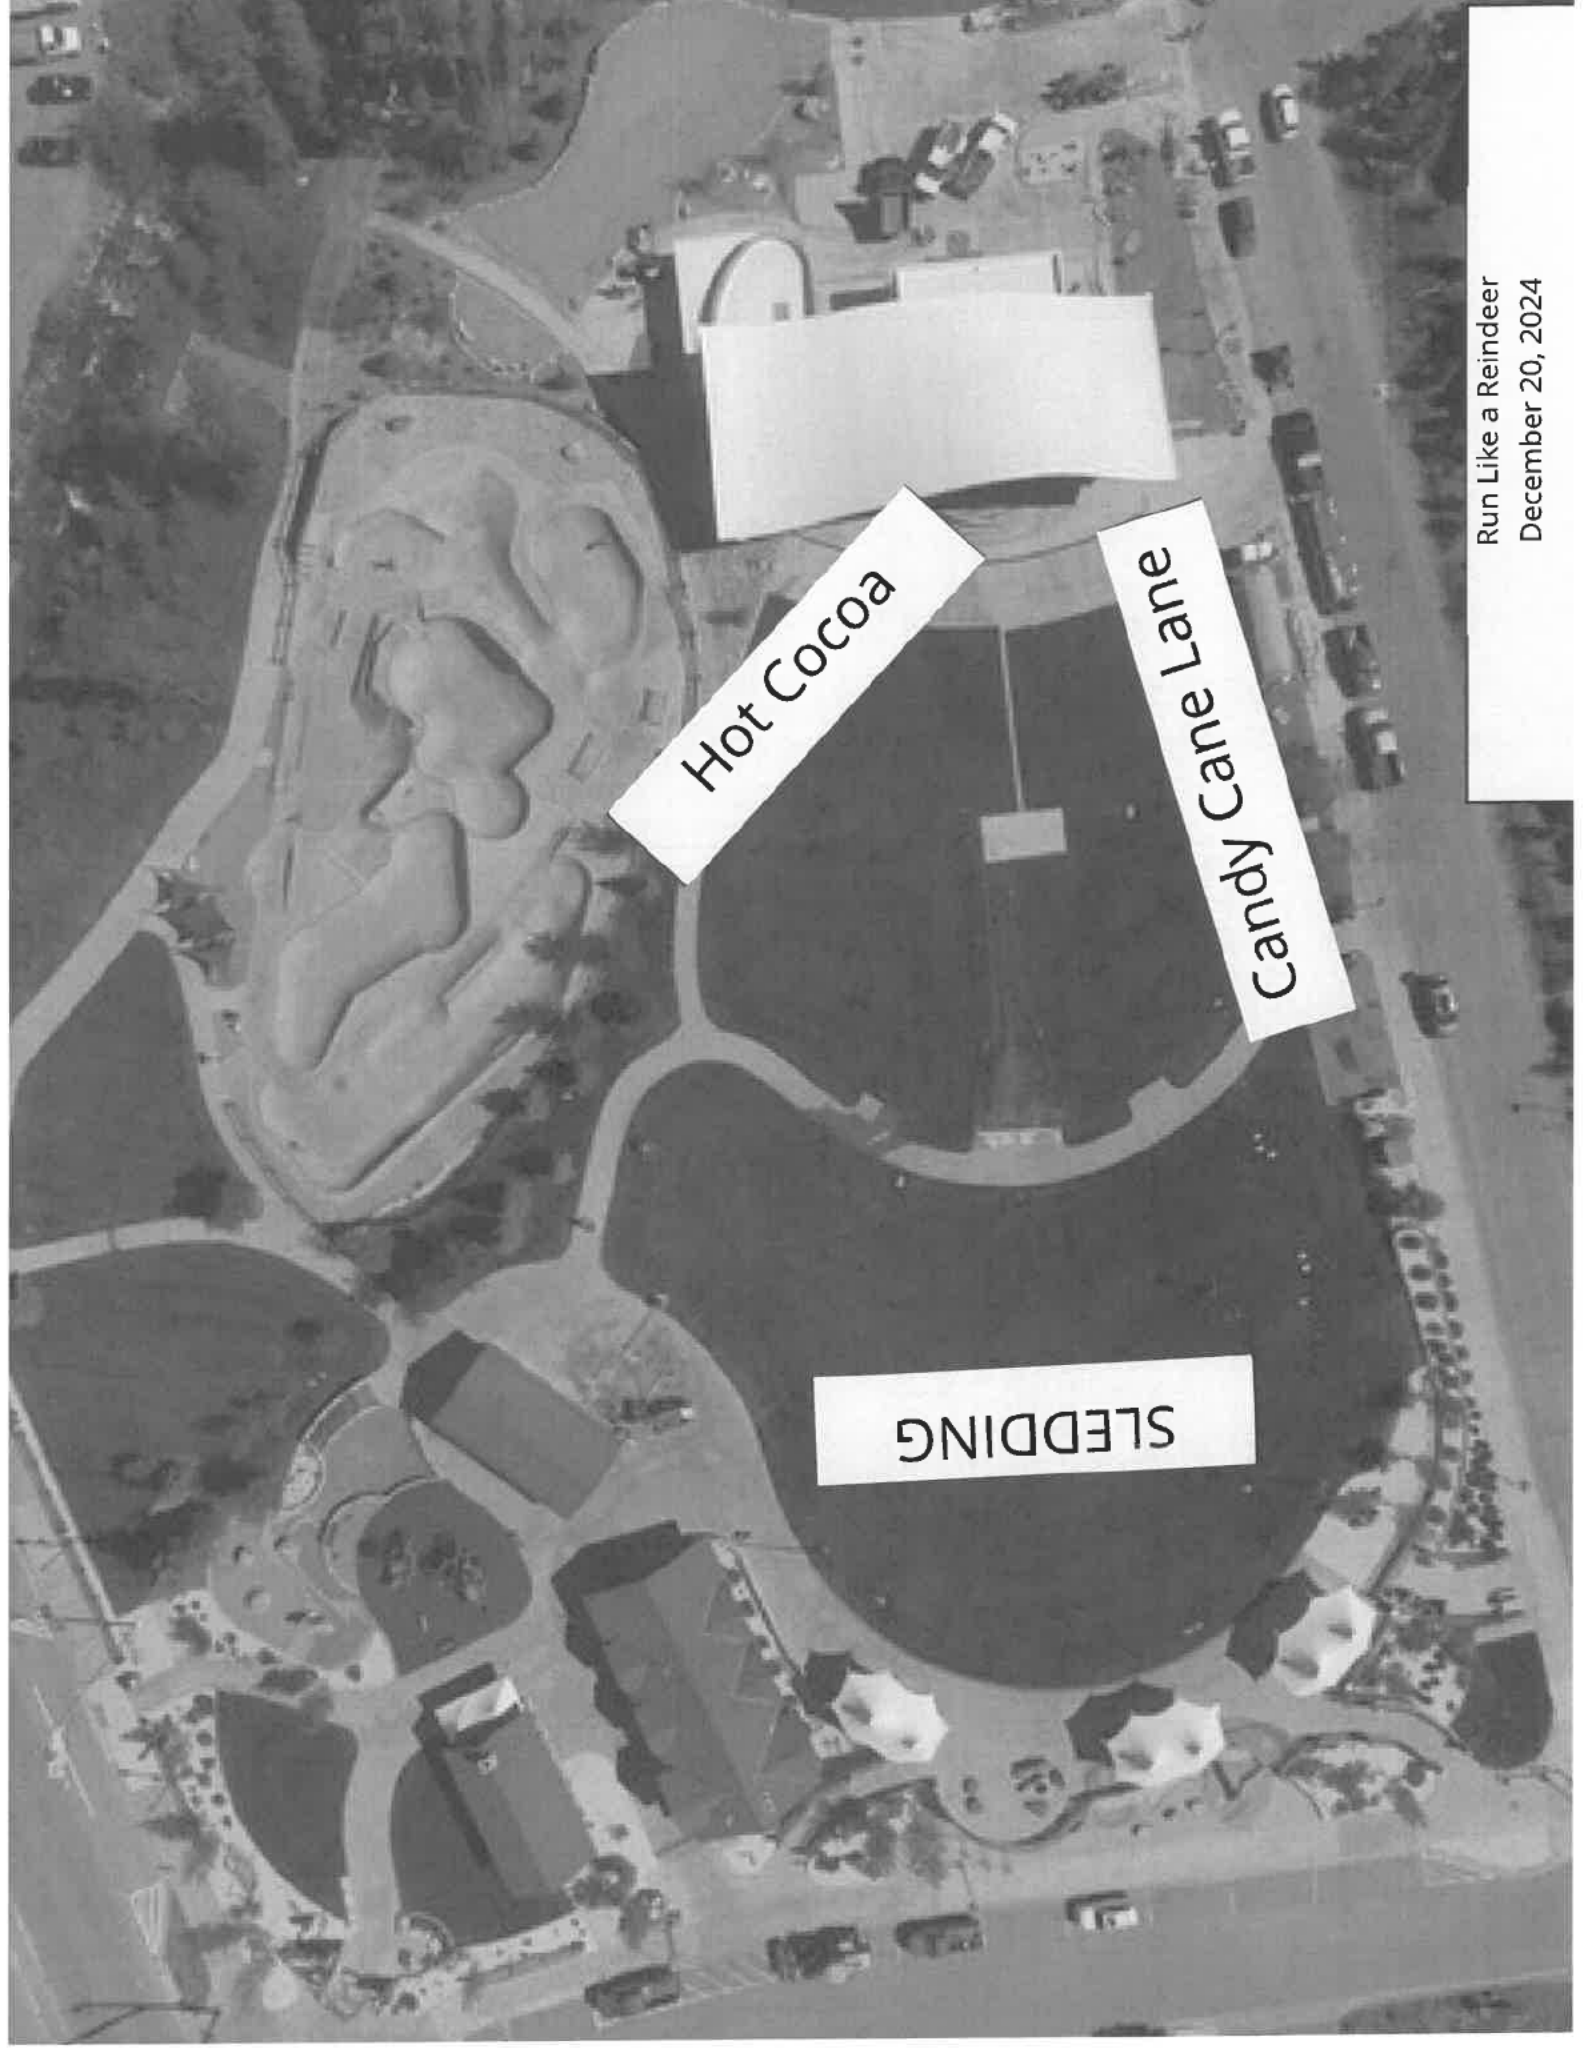 Run Like a Reindeer
December 20, 2024
Hot Cocoa
Candy Cane Lane
SLEDDING